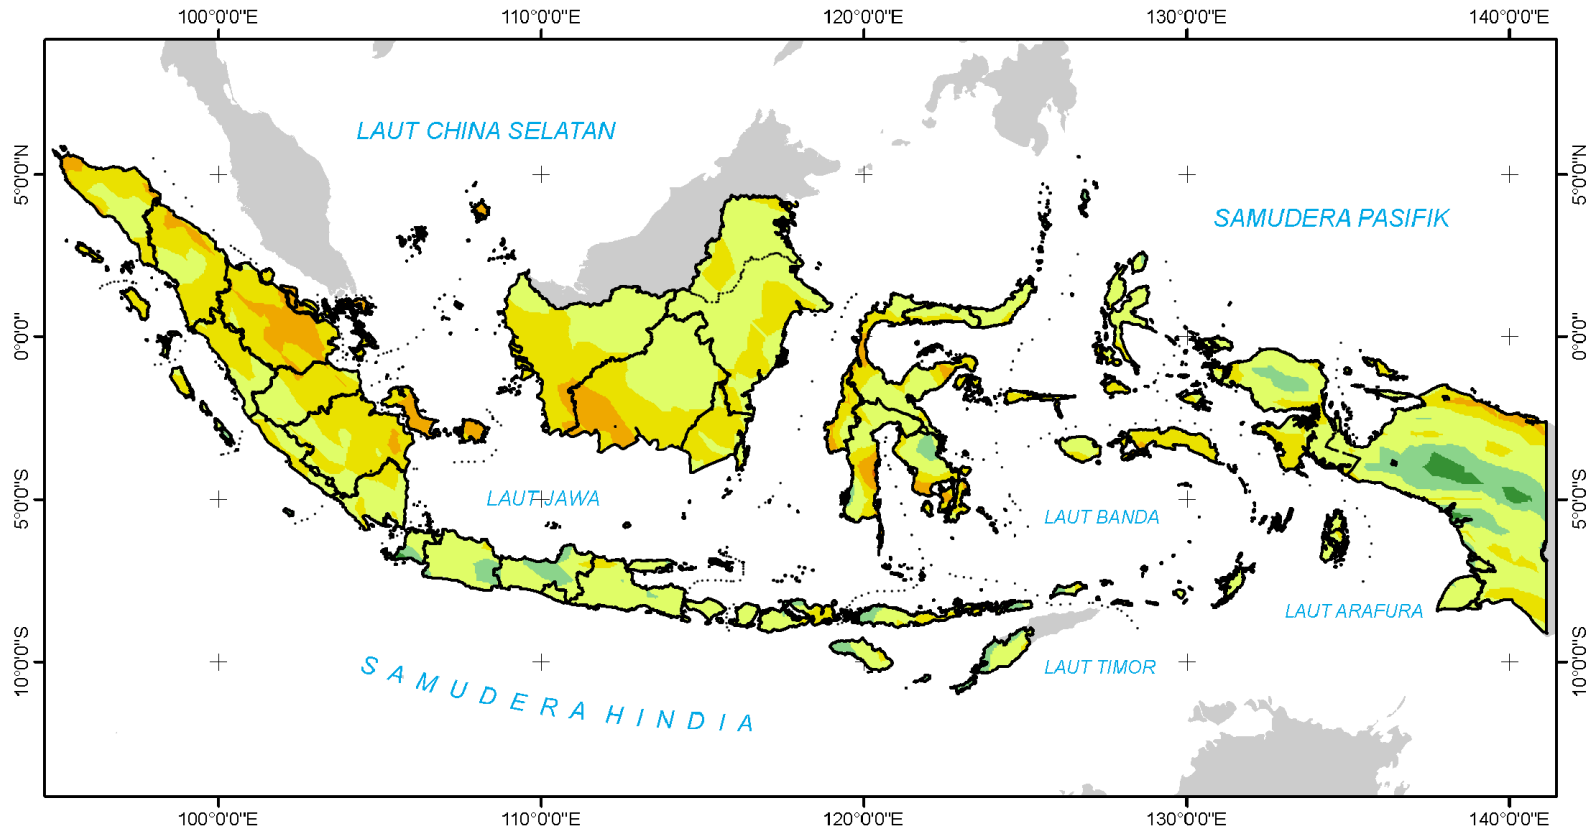 100°0'0"E 110°0'0"E 120°0'0"E 130°0'0"E 140°0'0"E
LAUT CHINA SELATAN
5°0'0"N 5°0'0"N
SAMUDERA PASIFIK
0°0'0" 0°0'0"
LAUT JAWA
5°0'0"S 5°0'0"S
LAUT BANDA
LAUT ARAFURA
10°0'0"S 10°0'0"S
LAUT TIMOR
SAMUDERA HINDIA
100°0'0"E 110°0'0"E 120°0'0"E 130°0'0"E 140°0'0"E